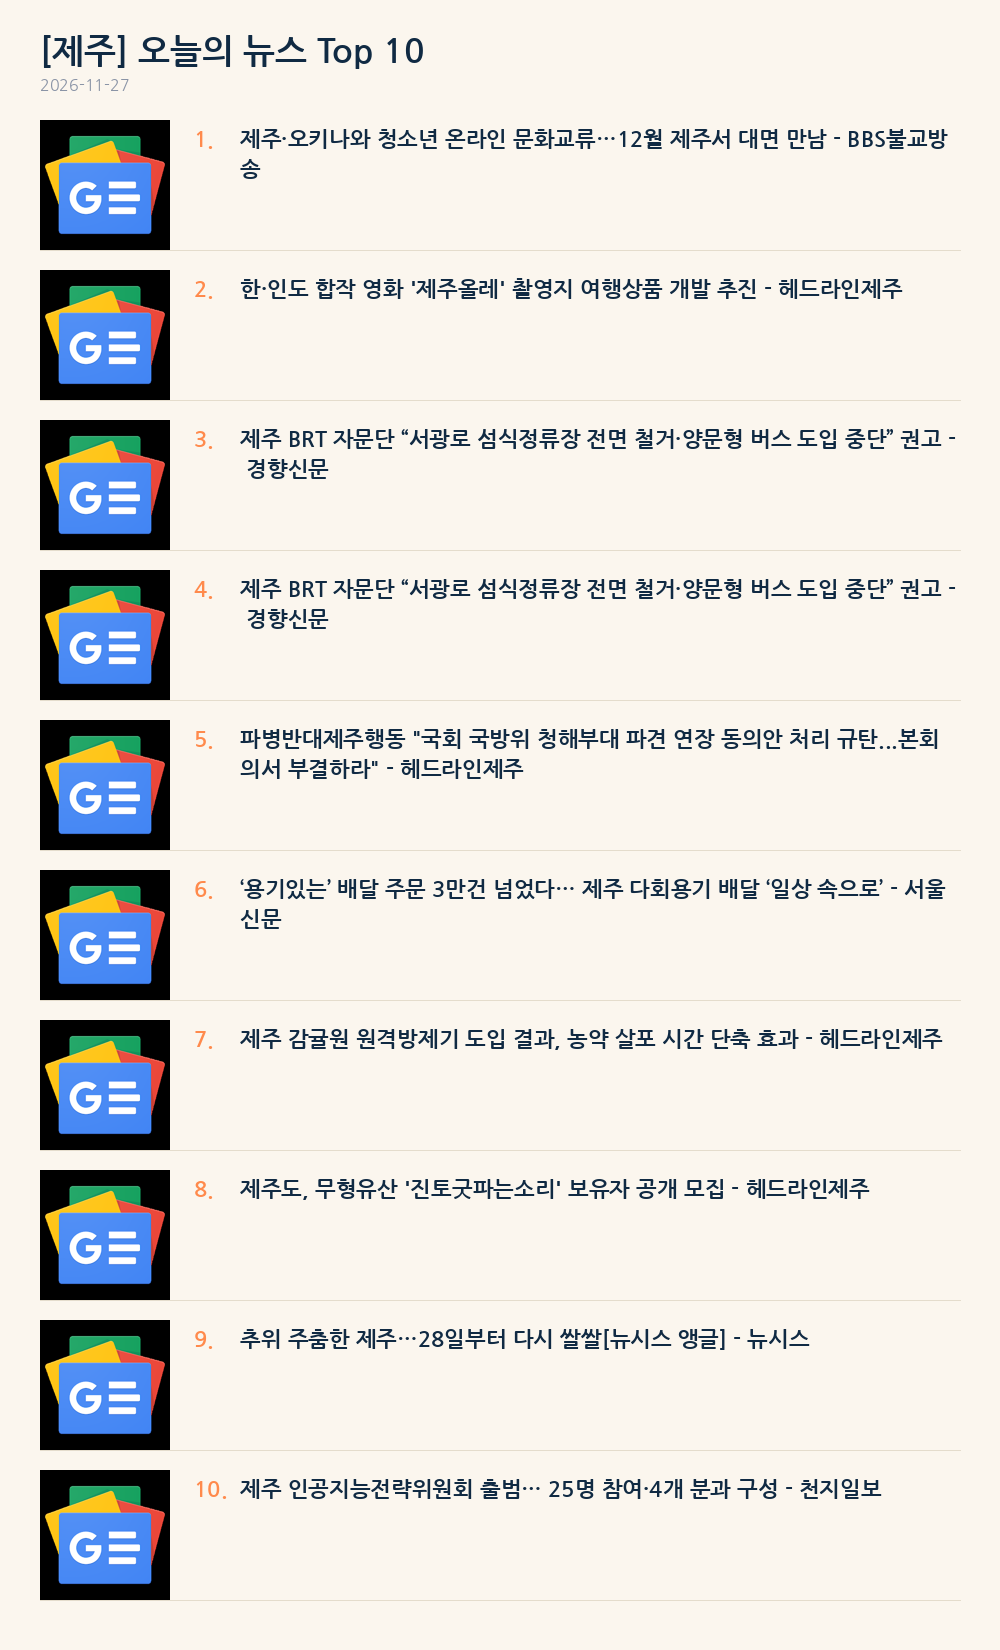 [제주] 오늘의 뉴스 Top 10
2026-11-27
1. 제주·오키나와 청소년 온라인 문화교류…12월 제주서 대면 만남 - BBS불교방
송
2. 한·인도 합작 영화 '제주올레' 촬영지 여행상품 개발 추진 - 헤드라인제주
3. 제주 BRT 자문단 “서광로 섬식정류장 전면 철거·양문형 버스 도입 중단” 권고 -
경향신문
4. 제주 BRT 자문단 “서광로 섬식정류장 전면 철거·양문형 버스 도입 중단” 권고 -
경향신문
5. 파병반대제주행동 "국회 국방위 청해부대 파견 연장 동의안 처리 규탄...본회
의서 부결하라" - 헤드라인제주
6. ‘용기있는’ 배달 주문 3만건 넘었다… 제주 다회용기 배달 ‘일상 속으로’ - 서울
신문
7. 제주 감귤원 원격방제기 도입 결과, 농약 살포 시간 단축 효과 - 헤드라인제주
8. 제주도, 무형유산 '진토굿파는소리' 보유자 공개 모집 - 헤드라인제주
9. 추위 주춤한 제주…28일부터 다시 쌀쌀[뉴시스 앵글] - 뉴시스
10. 제주 인공지능전략위원회 출범… 25명 참여·4개 분과 구성 - 천지일보